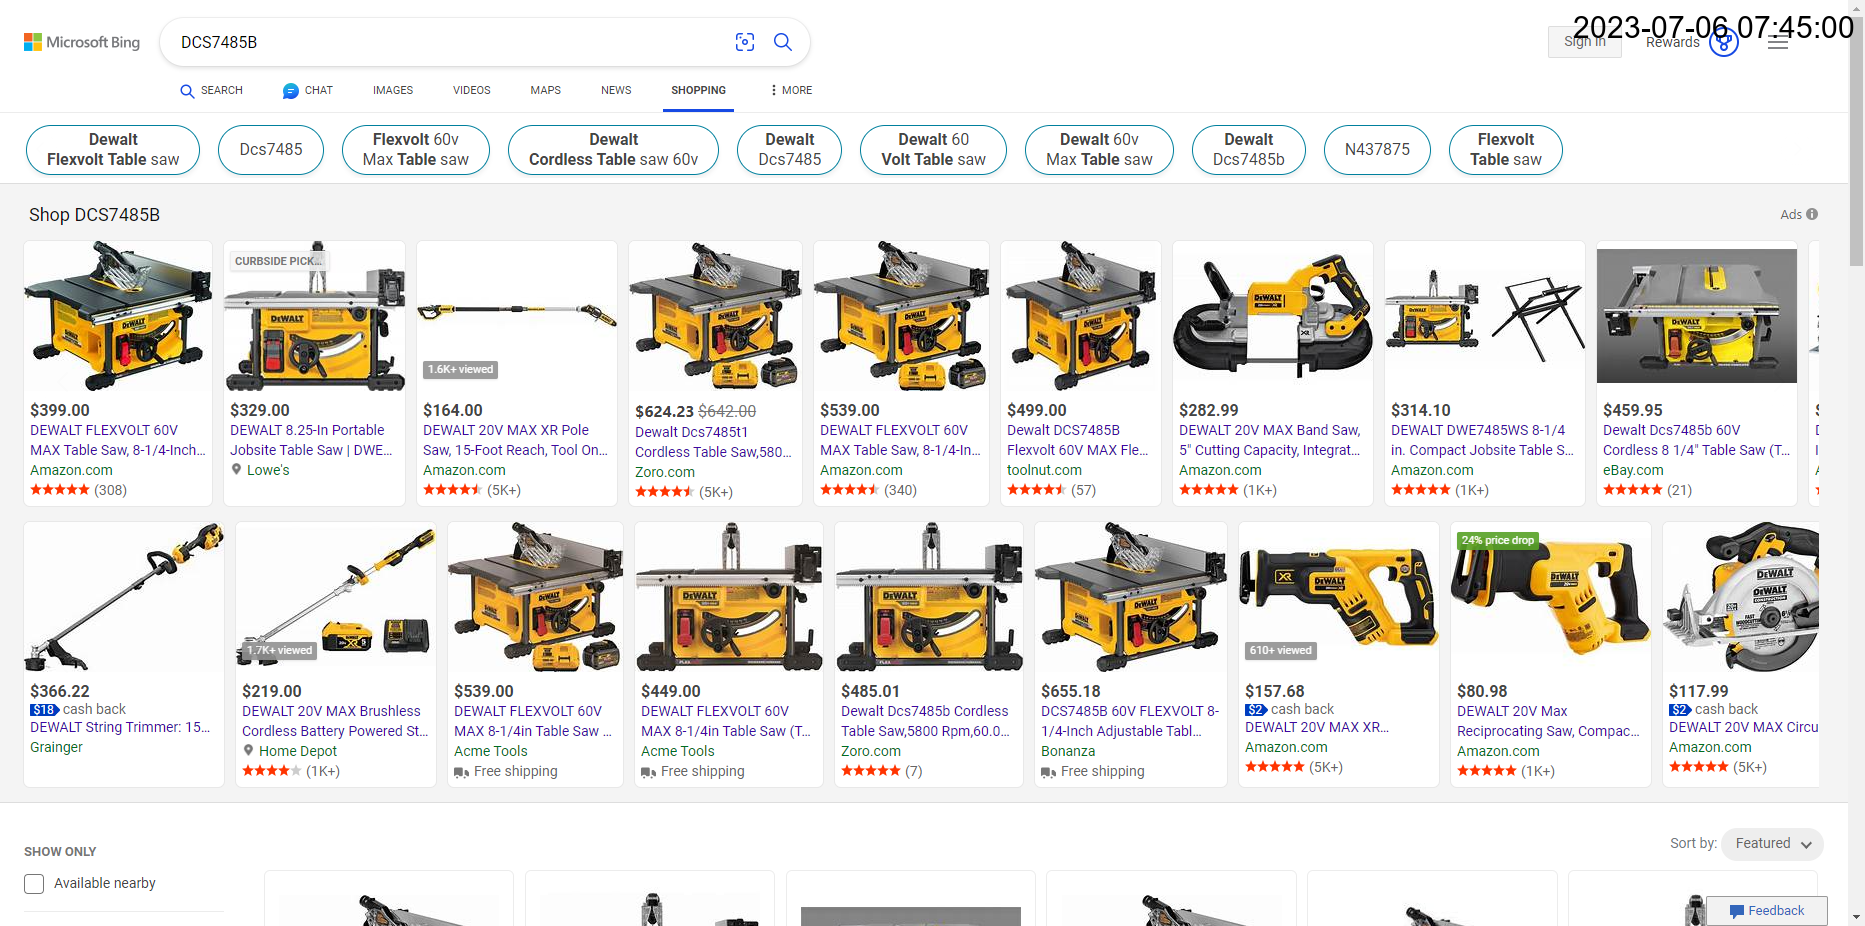 Microsoft Bing
DCS7485B
Sign in
Rewards
2023-07-06 07:45:00
SEARCH
CHAT
IMAGES
VIDEOS
MAPS
NEWS
SHOPPING
MORE
Dewalt
Flexvolt Table saw
Dcs7485
Flexvolt 60v
Max Table saw
Dewalt
Cordless Table saw 60v
Dewalt
Dcs7485
Dewalt 60
Volt Table saw
Dewalt 60v
Max Table saw
Dewalt
Dcs7485b
N437875
Flexvolt
Table saw
Shop DCS7485B
Ads
$399.00
DEWALT FLEXVOLT 60V
MAX Table Saw, 8-1/4-Inch...
Amazon.com
(308)
CURBSIDE PICK...
$329.00
DEWALT 8.25-In Portable
Jobsite Table Saw | DWE...
Lowe's
1.6K+ viewed
$164.00
DEWALT 20V MAX XR Pole
Saw, 15-Foot Reach, Tool On...
Amazon.com
(5K+)
$624.23 $642.00
Dewalt Dcs7485t1
Cordless Table Saw,580...
Zoro.com
(5K+)
$539.00
DEWALT FLEXVOLT 60V
MAX Table Saw, 8-1/4-In...
Amazon.com
(340)
$499.00
Dewalt DCS7485B
Flexvolt 60V MAX Fle...
toolnut.com
(57)
$282.99
DEWALT 20V MAX Band Saw,
5" Cutting Capacity, Integrat...
Amazon.com
(1K+)
$314.10
DEWALT DWE7485WS 8-1/4
in. Compact Jobsite Table S...
Amazon.com
(1K+)
$459.95
Dewalt Dcs7485b 60V
Cordless 8 1/4" Table Saw (T...
eBay.com
(21)
$366.22
$18 cash back
DEWALT String Trimmer: 15...
Grainger
1.7K+ viewed
$219.00
DEWALT 20V MAX Brushless
Cordless Battery Powered St...
Home Depot
(1K+)
$539.00
DEWALT FLEXVOLT 60V
MAX 8-1/4in Table Saw ...
Acme Tools
Free shipping
$449.00
DEWALT FLEXVOLT 60V
MAX 8-1/4in Table Saw (T...
Acme Tools
Free shipping
$485.01
Dewalt Dcs7485b Cordless
Table Saw,5800 Rpm,60.0...
Zoro.com
(7)
$655.18
DCS7485B 60V FLEXVOLT 8-
1/4-Inch Adjustable Tabl...
Bonanza
Free shipping
610+ viewed
$157.68
$2 cash back
DEWALT 20V MAX XR...
Amazon.com
(5K+)
24% price drop
$80.98
DEWALT 20V Max
Reciprocating Saw, Compac...
Amazon.com
(1K+)
$117.99
$2 cash back
DEWALT 20V MAX Circu
Amazon.com
(5K+)
SHOW ONLY
Available nearby
Sort by: Featured
Feedback